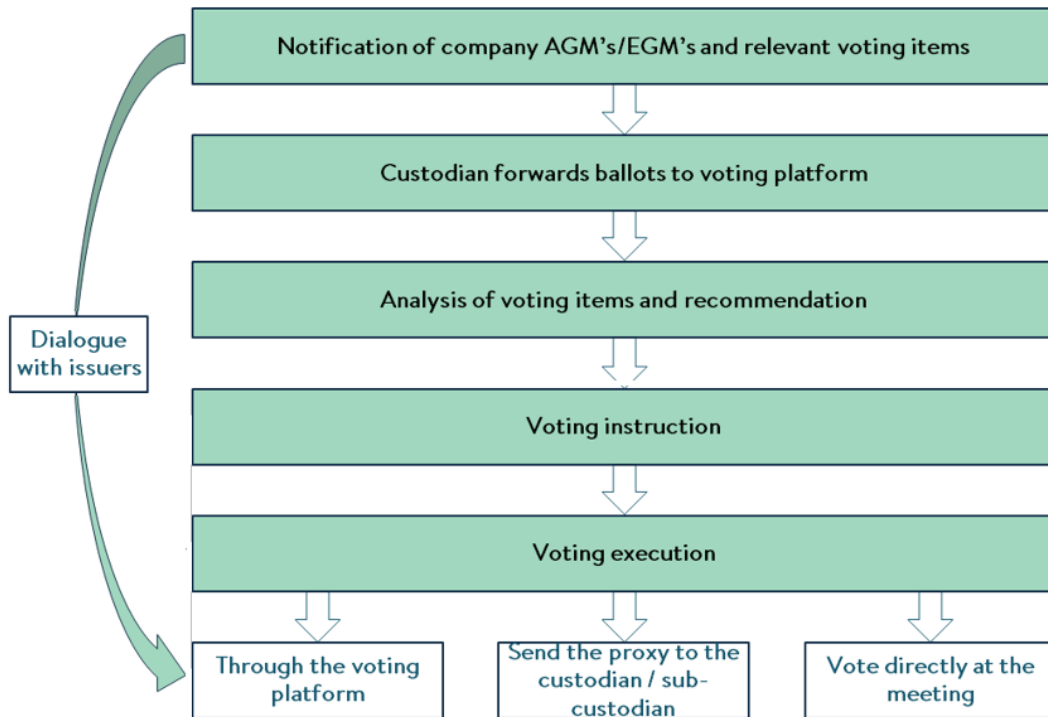 Notification of company AGM's/EGM's and relevant voting items
Custodian forwards ballots to voting platform
Analysis of voting items and recommendation
Dialogue
with issuers
Voting instruction
Voting execution
Through the voting
platform
Send the proxy to the
custodian / sub-
custodian
Vote directly at the
meeting